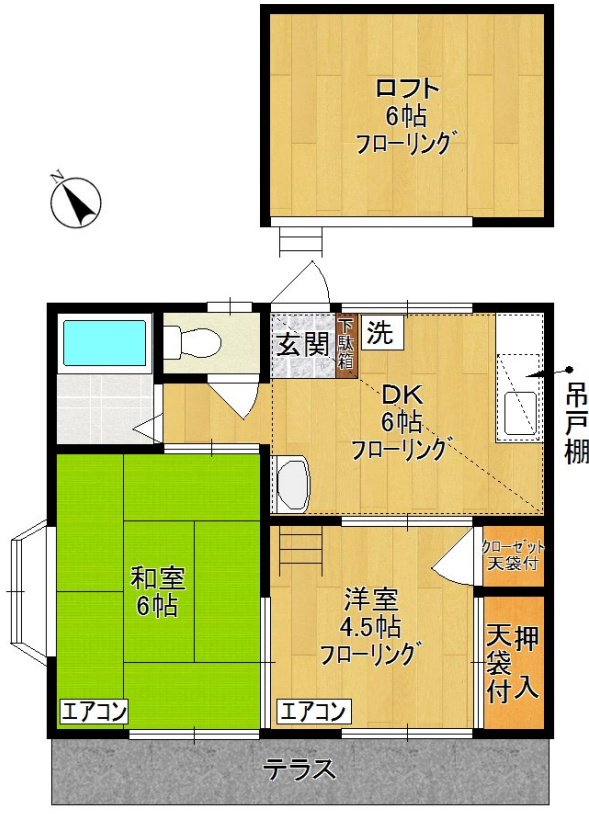 ロフト
6帖
フローリング
N
玄関
下駄箱
洗
DK
6帖
フローリング
吊戸棚
クローゼット
天袋付
和室
6帖
洋室
4.5帖
フローリング
押入
天袋付
エアコン
エアコン
テラス